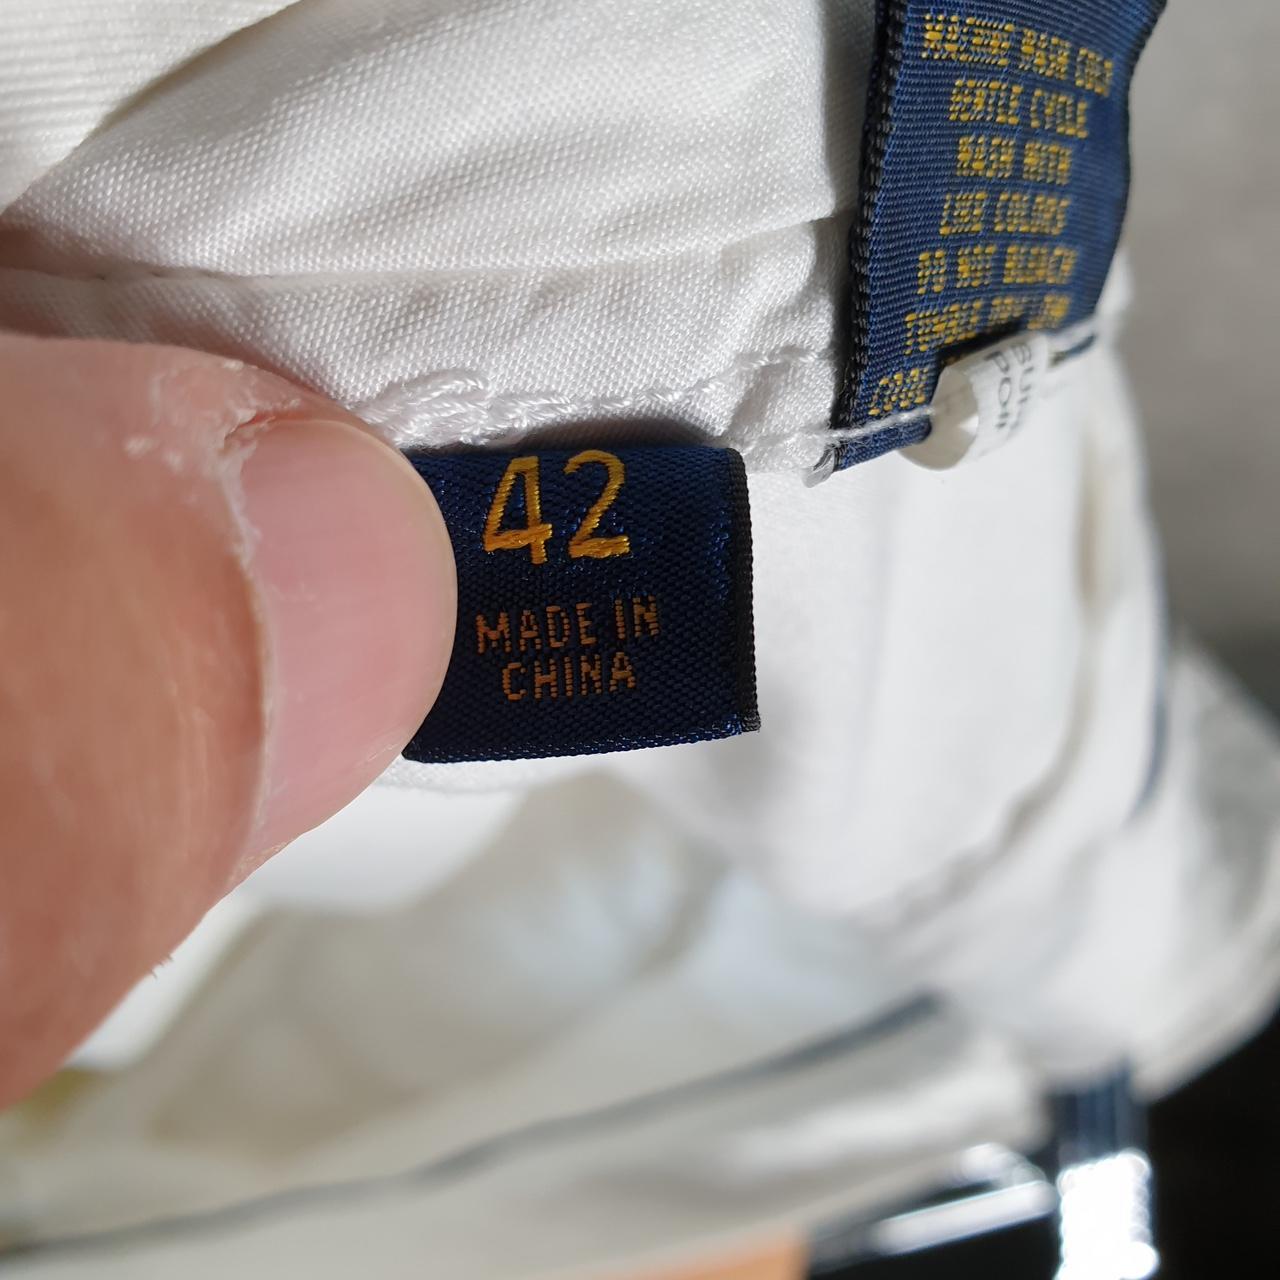 MACHINE WASH COLD
GENTLE CYCLE
WASH WITH
LIKE COLORS
DO NOT BLEACH
TUMBLE DRY LOW
42
MADE IN
CHINA